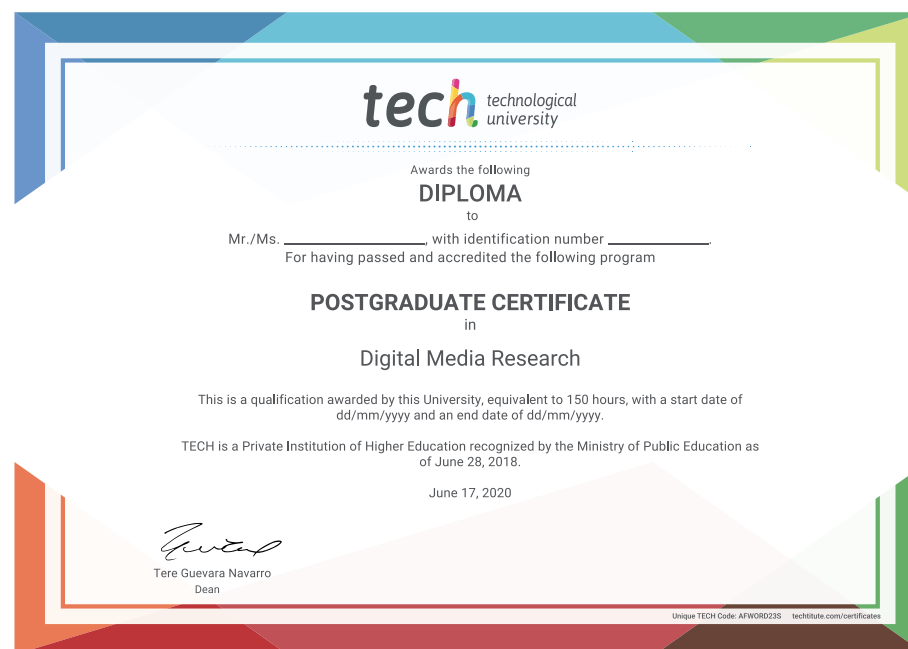 tech technological
university
Awards the following
DIPLOMA
to
Mr./Ms. ________________, with identification number ____________.
For having passed and accredited the following program
POSTGRADUATE CERTIFICATE
in
Digital Media Research
This is a qualification awarded by this University, equivalent to 150 hours, with a start date of
dd/mm/yyyy and an end date of dd/mm/yyyy.
TECH is a Private Institution of Higher Education recognized by the Ministry of Public Education as
of June 28, 2018.
June 17, 2020
Tere Guevara Navarro
Dean
Unique TECH Code: AFWORD23S techtitute.com/certificates